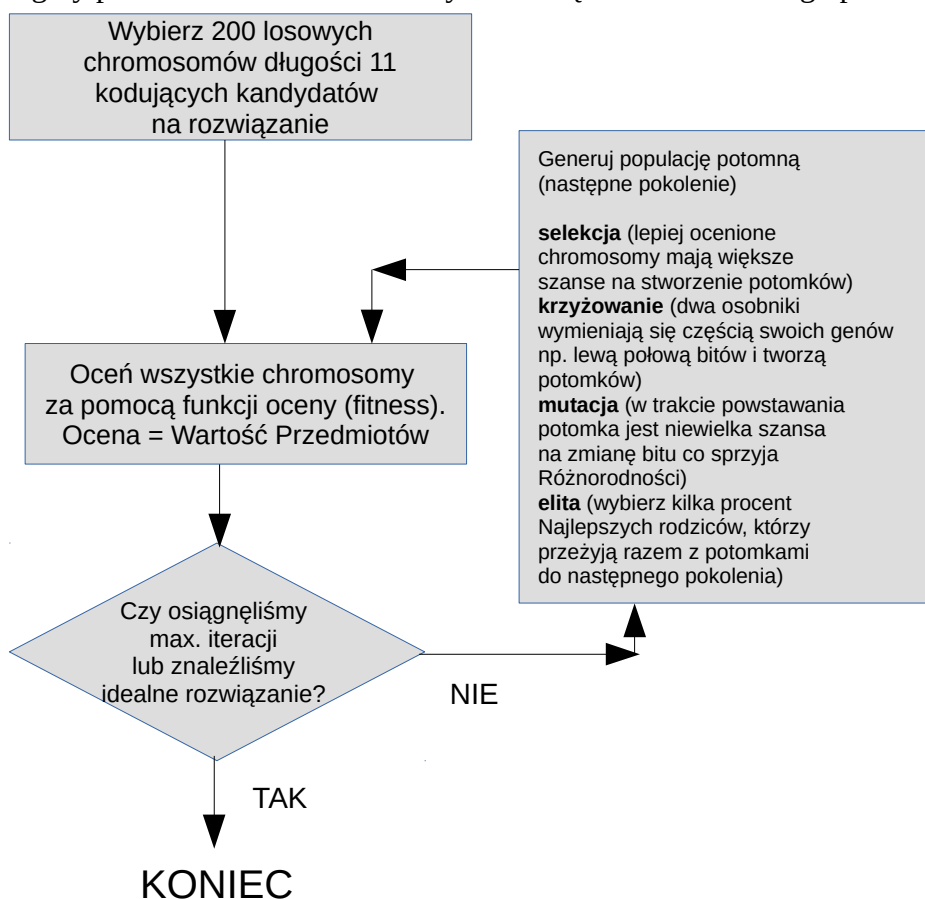 Wybierz 200 losowych
chromosomów długości 11
kodujących kandydatów
na rozwiązanie
Generuj populację potomną
(następne pokolenie)
selekcja (lepiej ocenione
chromosomy mają większe
szanse na stworzenie potomków)
krzyżowanie (dwa osobniki
wymieniają się częścią swoich genów
np. lewą połową bitów i tworzą
potomków)
mutacja (w trakcie powstawania
potomka jest niewielka szansa
na zmianę bitu co sprzyja
Różnorodności)
elita (wybierz kilka procent
Najlepszych rodziców, którzy
przeżyją razem z potomkami
do następnego pokolenia)
Oceń wszystkie chromosomy
za pomocą funkcji oceny (fitness).
Ocena = Wartość Przedmiotów
Czy osiągnęliśmy
max. iteracji
lub znaleźliśmy
idealne rozwiązanie?
NIE
TAK
KONIEC